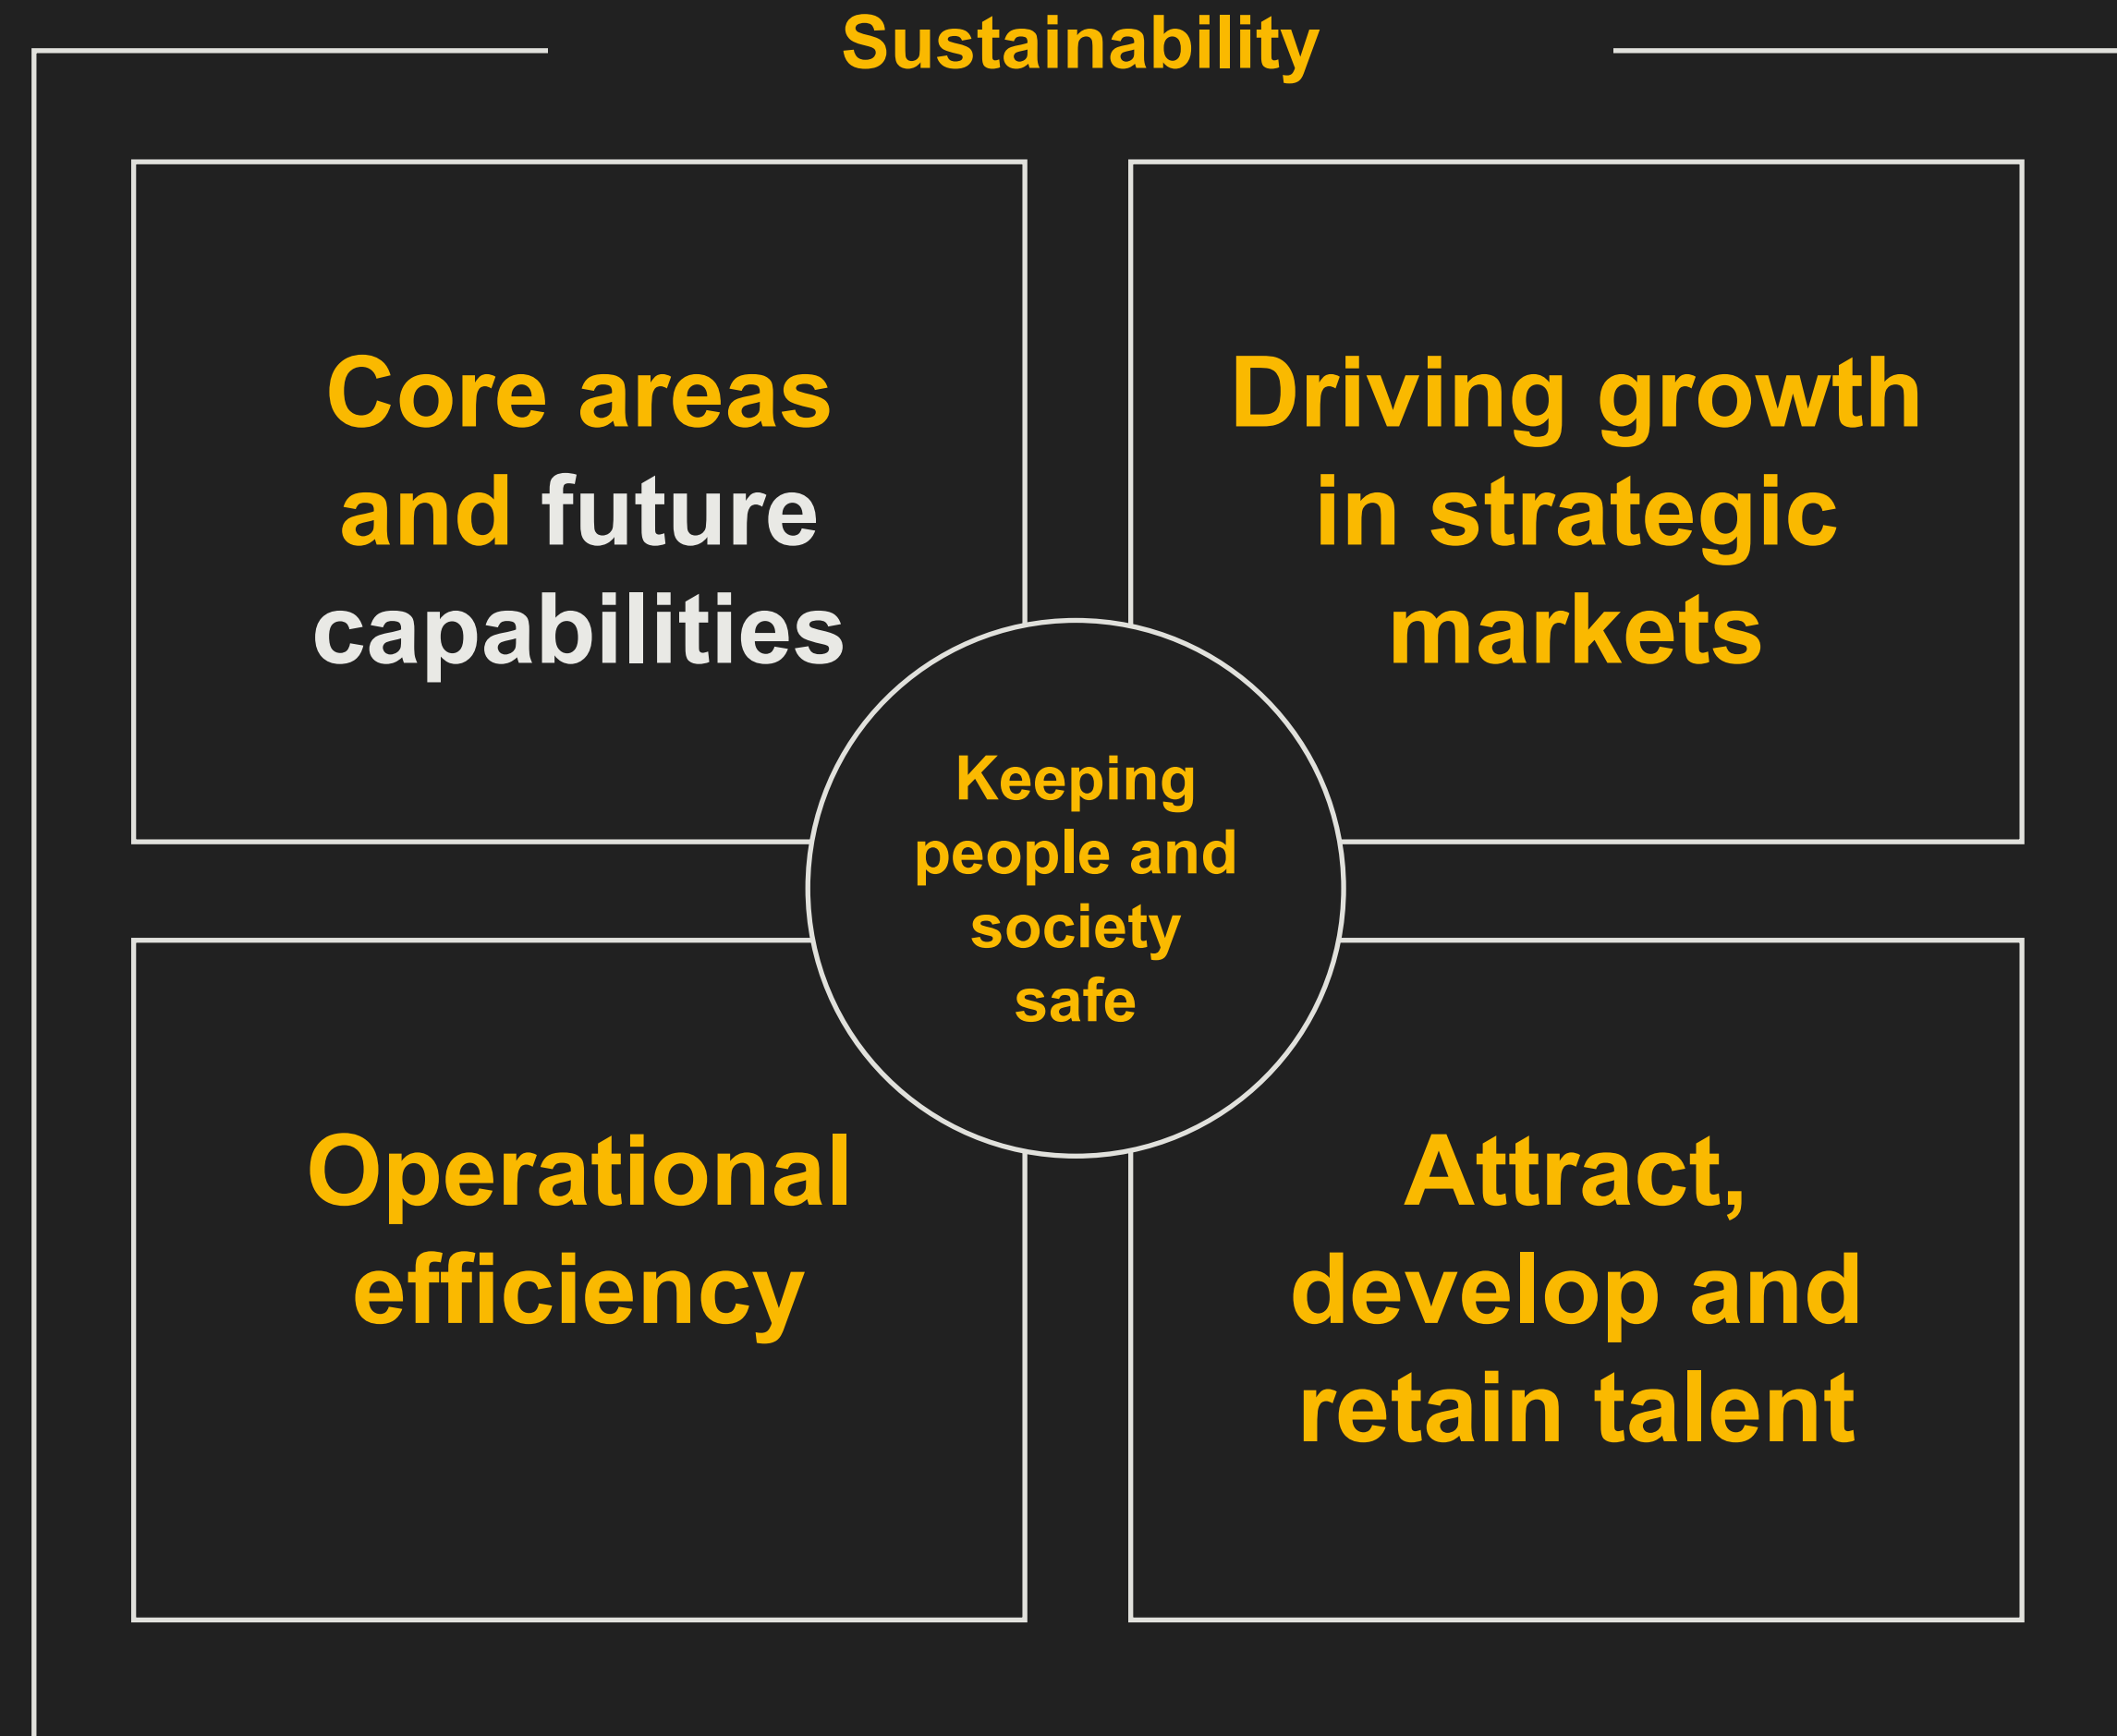 Sustainability
Core areas
and future
capabilities
Driving growth
in strategic
markets
Keeping
people and
society
safe
Operational
efficiency
Attract,
develop and
retain talent